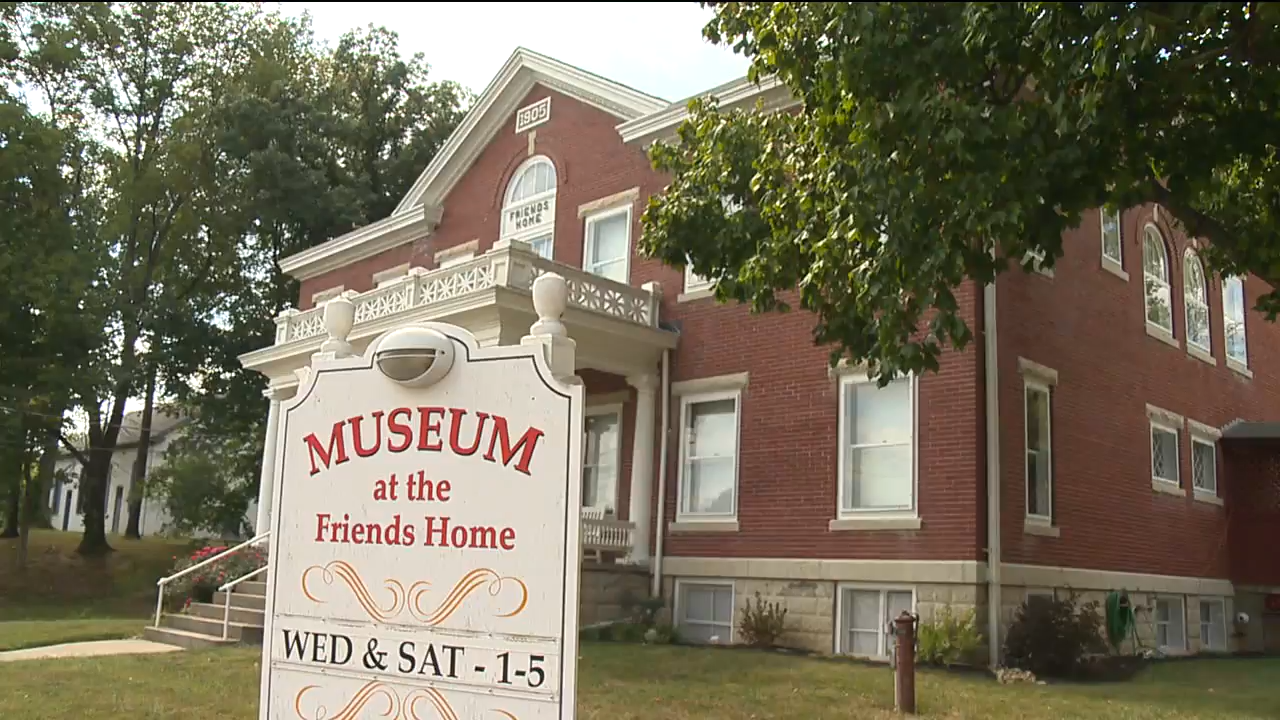 1905
FRIENDS
HOME
MUSEUM
at the
Friends Home
WED & SAT - 1-5